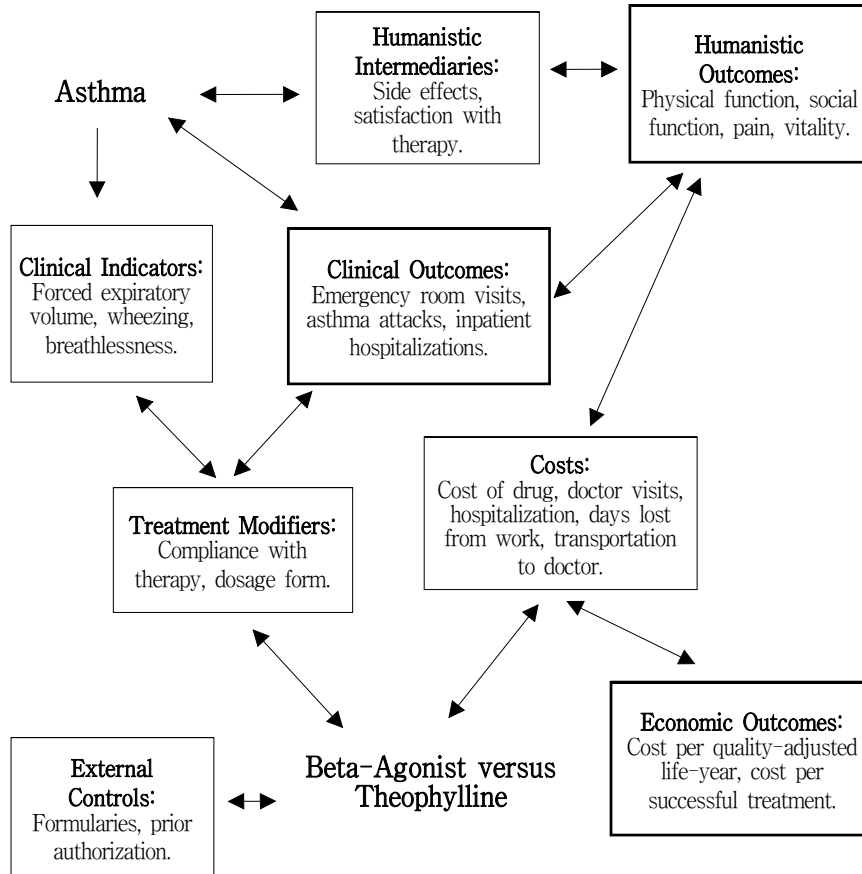 Asthma
Humanistic
Intermediaries:
Side effects,
satisfaction with
therapy.
Humanistic
Outcomes:
Physical function, social
function, pain, vitality.
Clinical Indicators:
Forced expiratory
volume, wheezing,
breathlessness.
Clinical Outcomes:
Emergency room visits,
asthma attacks, inpatient
hospitalizations.
Treatment Modifiers:
Compliance with
therapy, dosage form.
Costs:
Cost of drug, doctor visits,
hospitalization, days lost
from work, transportation
to doctor.
External
Controls:
Formularies, prior
authorization.
Beta-Agonist versus
Theophylline
Economic Outcomes:
Cost per quality-adjusted
life-year, cost per
successful treatment.